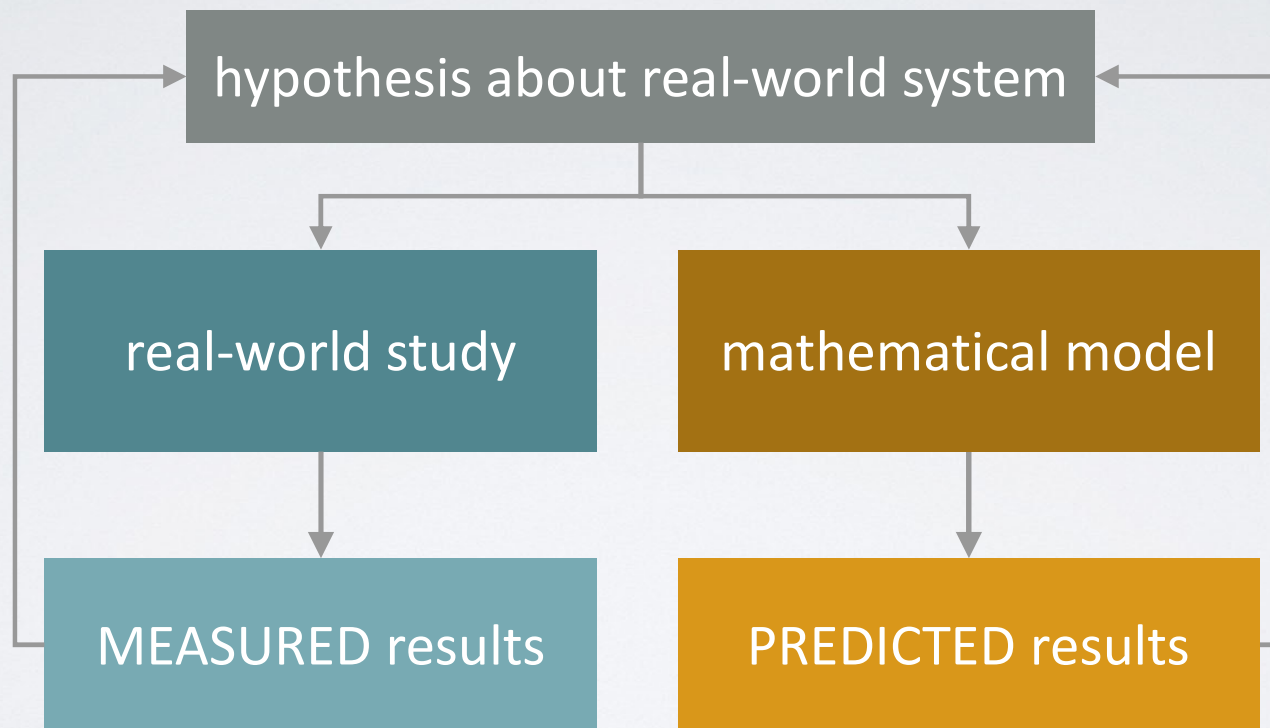 hypothesis about real-world system
real-world study
mathematical model
MEASURED results
PREDICTED results